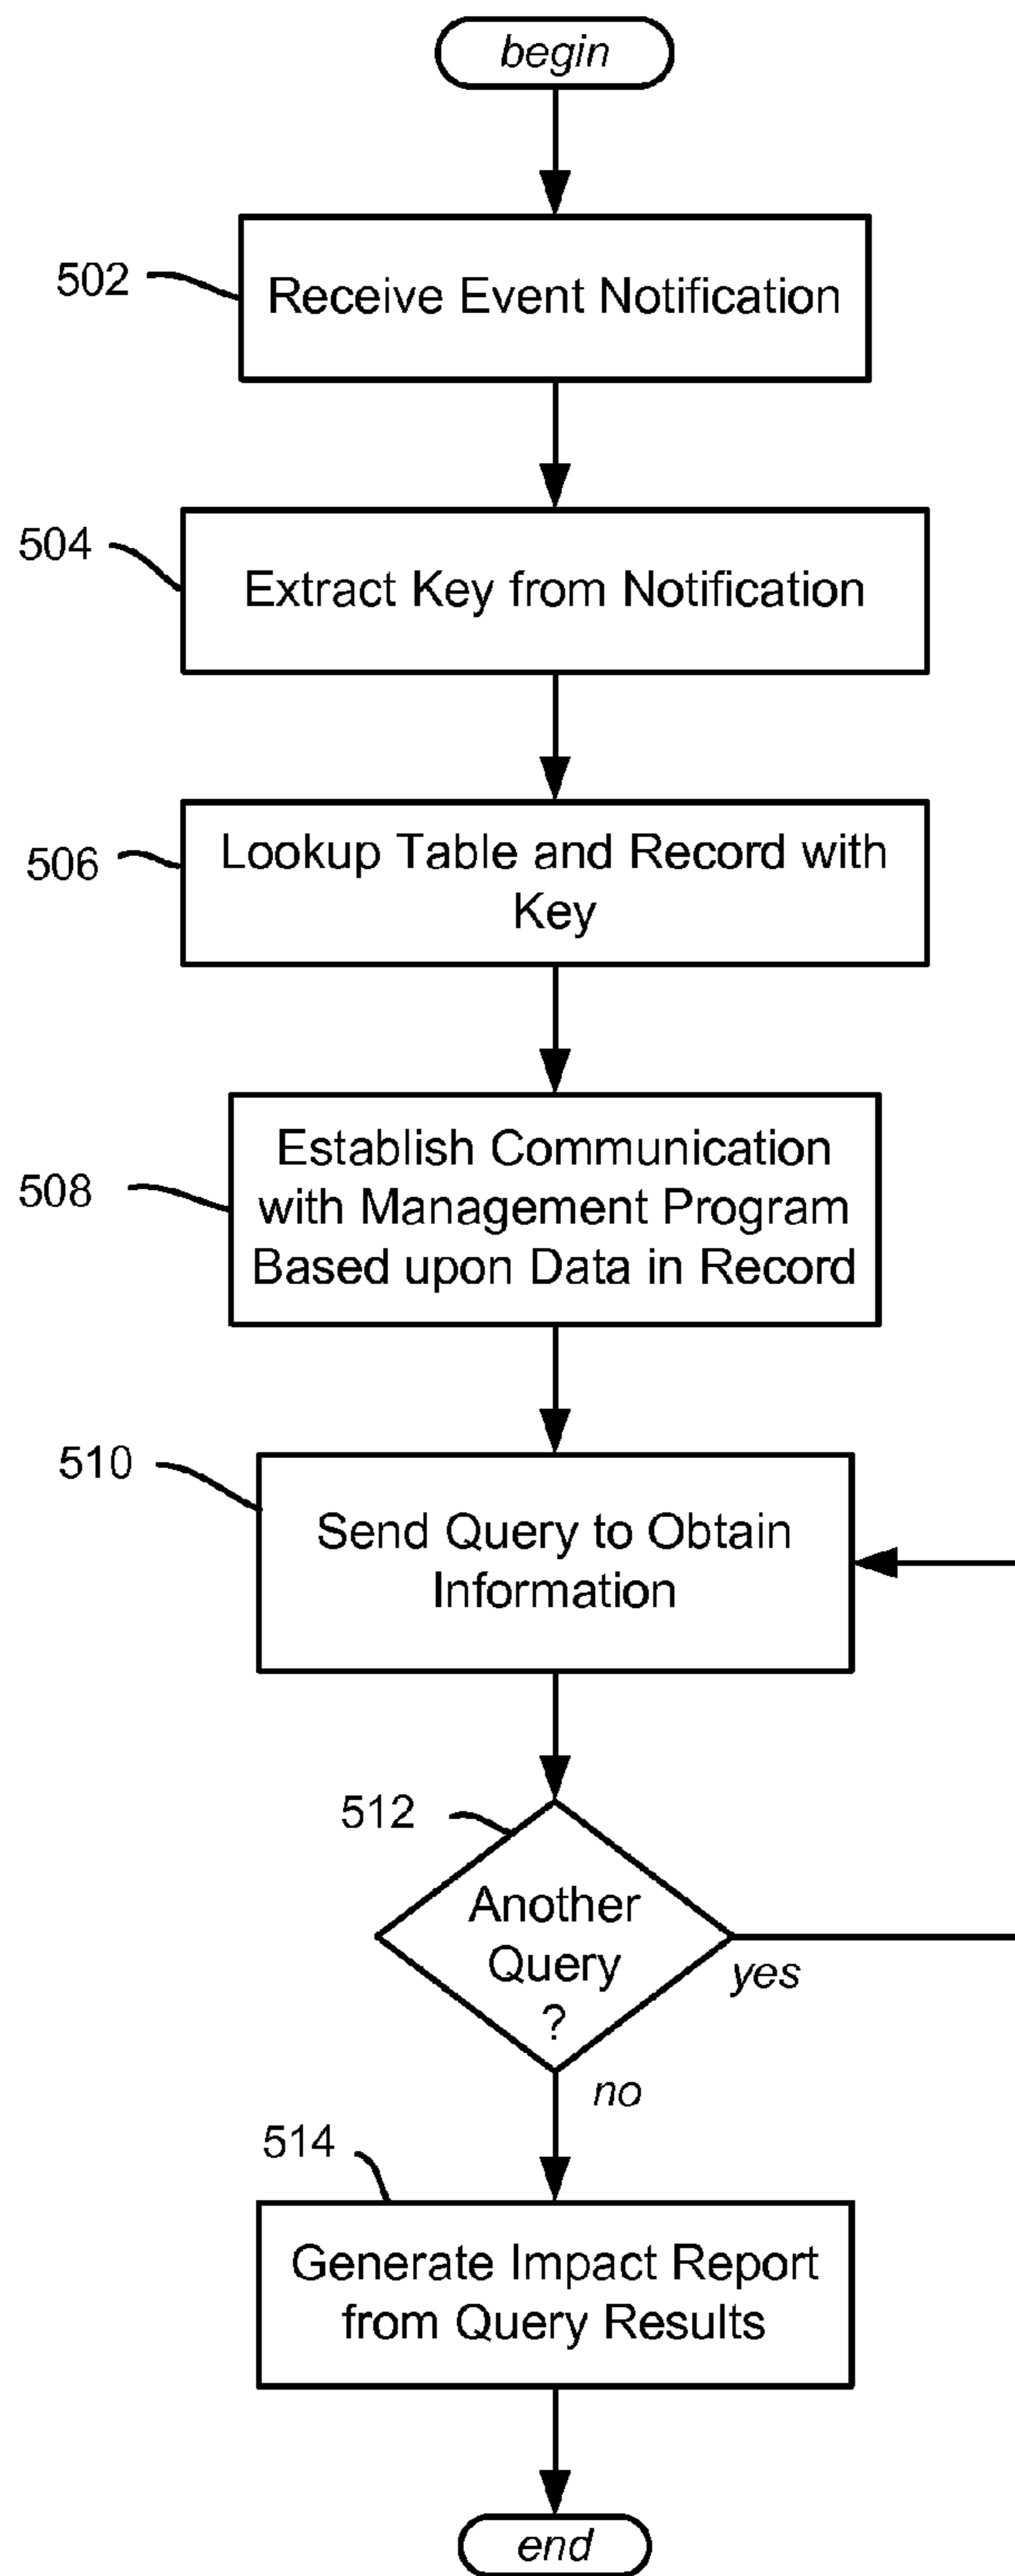 begin
502
Receive Event Notification
504
Extract Key from Notification
506
Lookup Table and Record with
Key
508
Establish Communication
with Management Program
Based upon Data in Record
510
Send Query to Obtain
Information
512
Another
Query
?
yes
no
514
Generate Impact Report
from Query Results
end